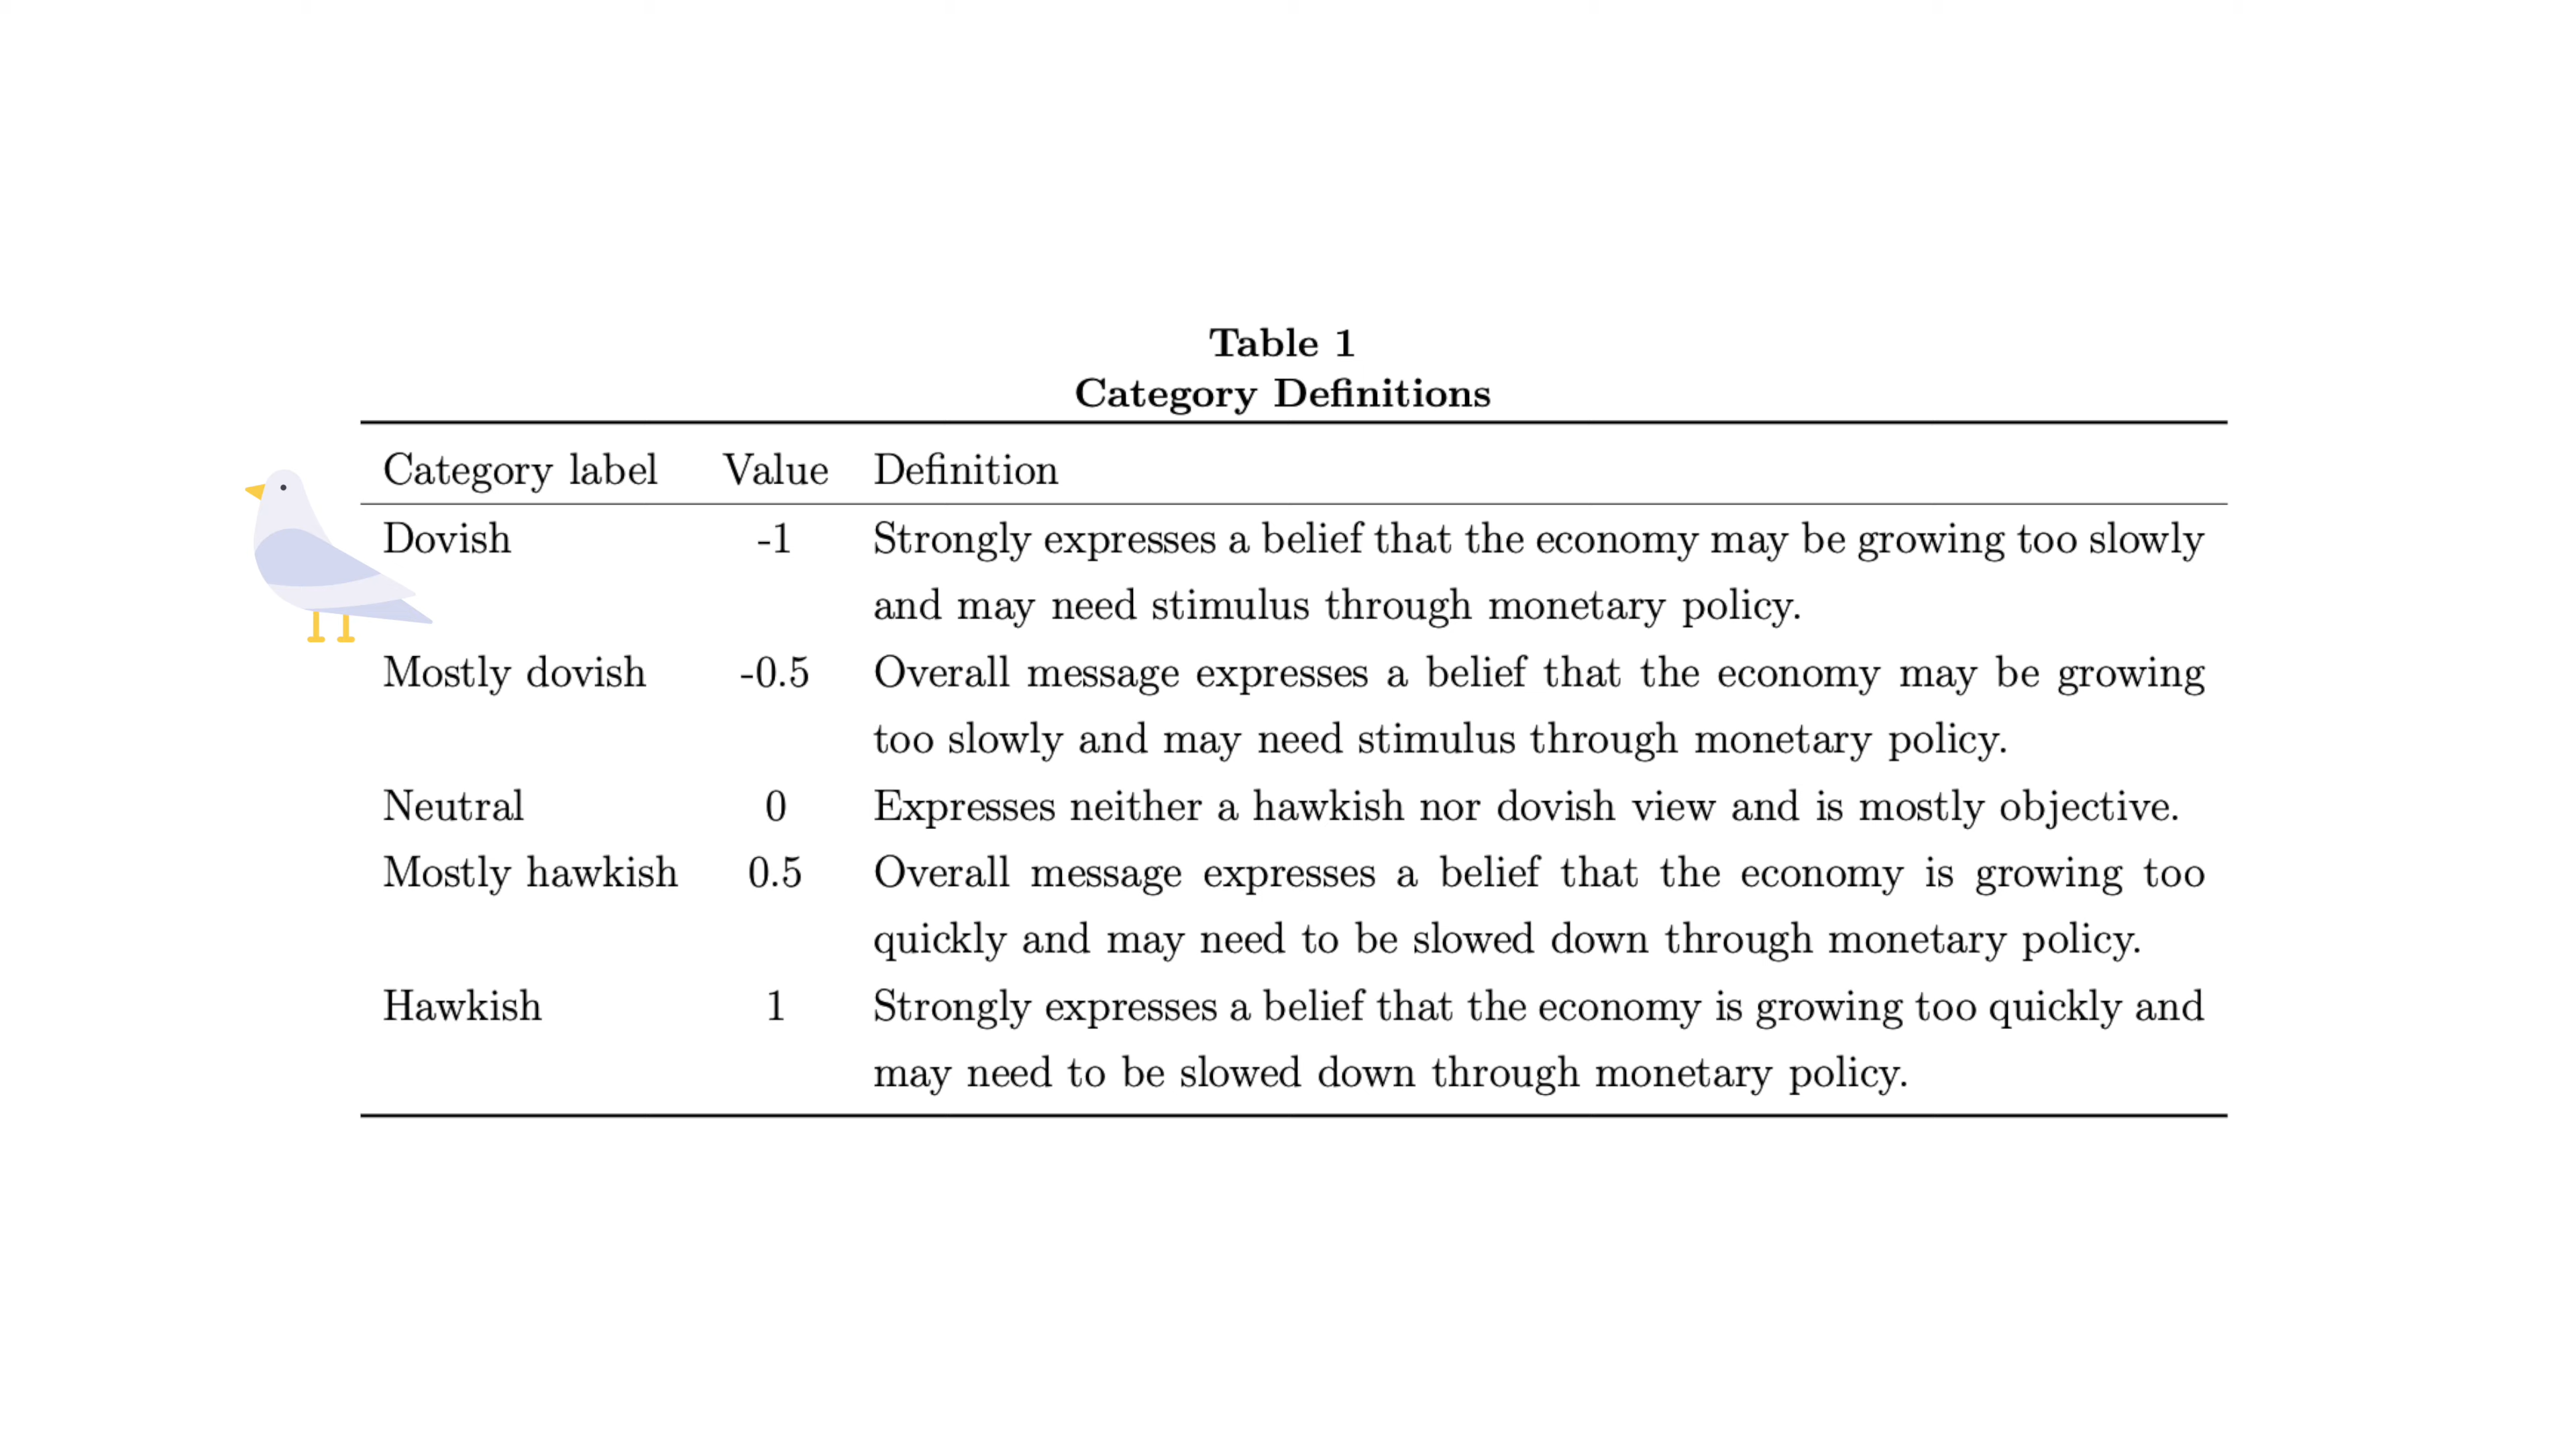 Table 1
Category Definitions
Category label Value Definition
Dovish -1 Strongly expresses a belief that the economy may be growing too slowly
and may need stimulus through monetary policy.
Mostly dovish -0.5 Overall message expresses a belief that the economy may be growing
too slowly and may need stimulus through monetary policy.
Neutral 0 Expresses neither a hawkish nor dovish view and is mostly objective.
Mostly hawkish 0.5 Overall message expresses a belief that the economy is growing too
quickly and may need to be slowed down through monetary policy.
Hawkish 1 Strongly expresses a belief that the economy is growing too quickly and
may need to be slowed down through monetary policy.